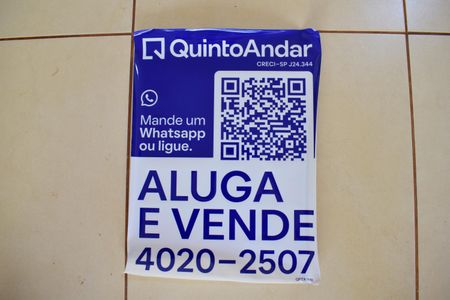 QuintoAndar
CRECI-SP J24.344
Mande um
Whatsapp
ou ligue.
ALUGA
E VENDE
4020-2507